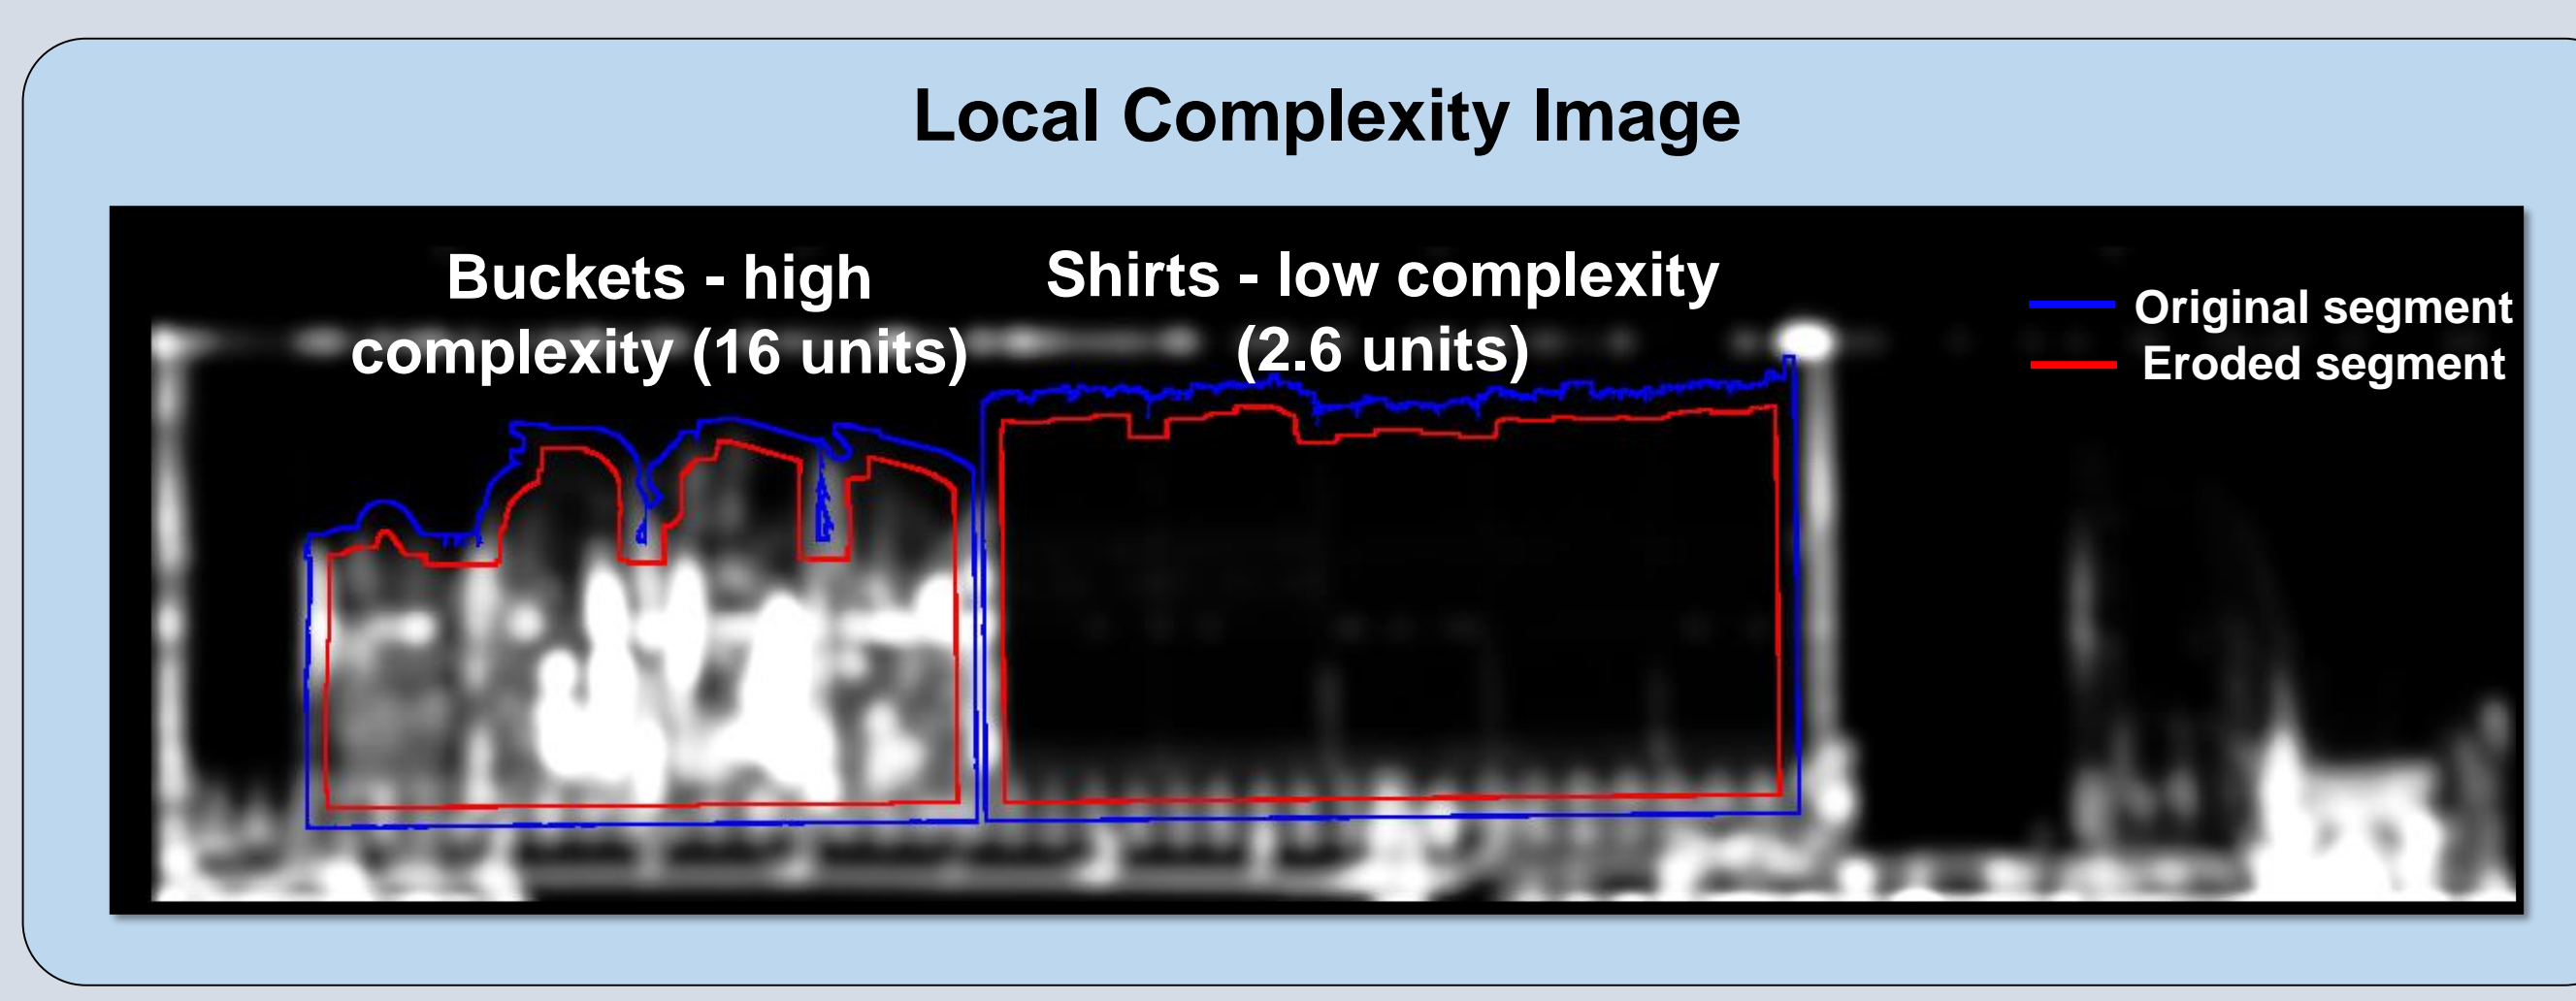 Local Complexity Image
Buckets - high
complexity (16 units)
Shirts - low complexity
(2.6 units)
Original segment
Eroded segment